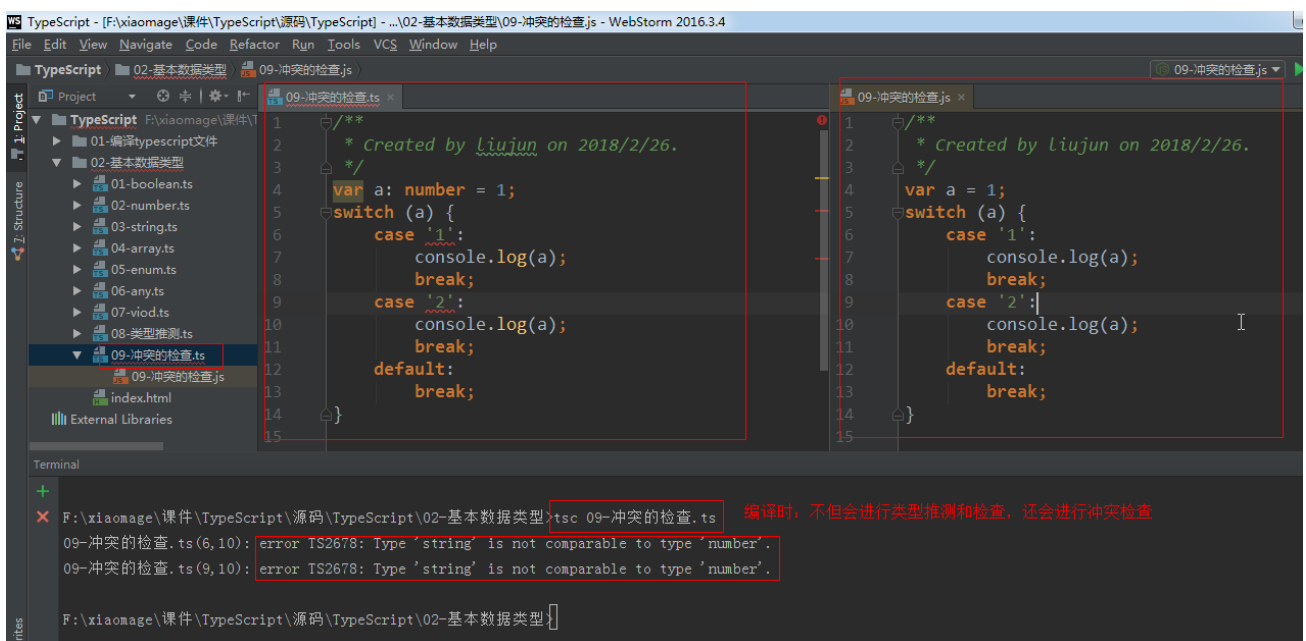 TypeScript - [F:\xiaomage\课件\TypeScript\源码\TypeScript] - ...\02-基本数据类型\09-冲突的检查.js - WebStorm 2016.3.4
File Edit View Navigate Code Refactor Run Tools VCS Window Help
TypeScript 02-基本数据类型 09-冲突的检查.js
09-冲突的检查.js
1: Project
7: Structure
Project
TypeScript F:\xiaomage\课件\T
01-编译typescript文件
02-基本数据类型
01-boolean.ts
02-number.ts
03-string.ts
04-array.ts
05-enum.ts
06-any.ts
07-viod.ts
08-类型推测.ts
09-冲突的检查.ts
09-冲突的检查.js
index.html
External Libraries
09-冲突的检查.ts
1 /**
2 * Created by liujun on 2018/2/26.
3 */
4 var a: number = 1;
5 switch (a) {
6 case '1':
7 console.log(a);
8 break;
9 case '2':
10 console.log(a);
11 break;
12 default:
13 break;
14 }
15
09-冲突的检查.js
1 /**
2 * Created by liujun on 2018/2/26.
3 */
4 var a = 1;
5 switch (a) {
6 case '1':
7 console.log(a);
8 break;
9 case '2':
10 console.log(a);
11 break;
12 default:
13 break;
14 }
15
Terminal
F:\xiaomage\课件\TypeScript\源码\TypeScript\02-基本数据类型>tsc 09-冲突的检查.ts
编译时：不但会进行类型推测和检查，还会进行冲突检查
09-冲突的检查.ts(6,10): error TS2678: Type 'string' is not comparable to type 'number'.
09-冲突的检查.ts(9,10): error TS2678: Type 'string' is not comparable to type 'number'.
F:\xiaomage\课件\TypeScript\源码\TypeScript\02-基本数据类型>